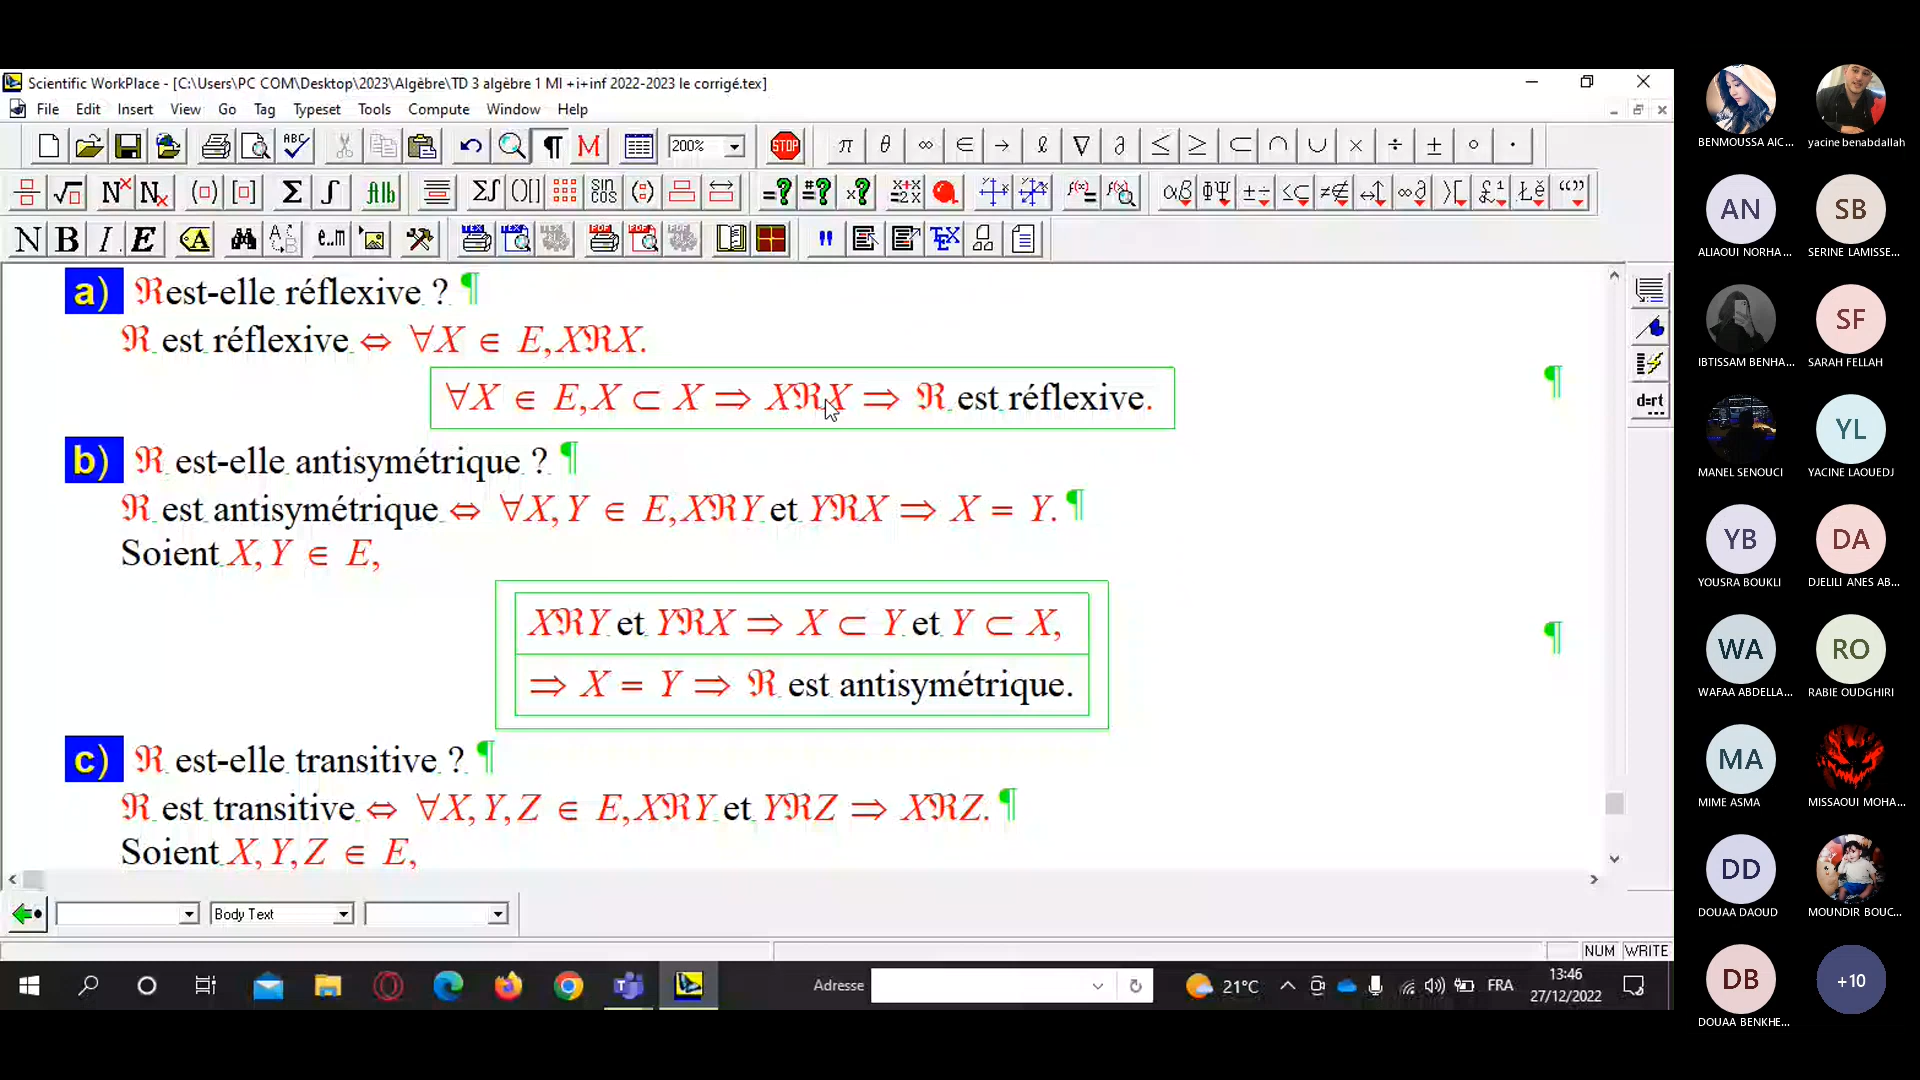 Scientific WorkPlace - [C:\Users\PC COM\Desktop\2023\Algèbre\TD 3 algèbre 1 MI +i+inf 2022-2023 le corrigé.tex]
File Edit Insert View Go Tag Typeset Tools Compute Window Help
200%
a) ℜest-elle réflexive ? ¶
ℜ est réflexive ⇔ ∀X ∈ E, XℜX.
∀X ∈ E, X ⊂ X ⇒ XℜX ⇒ ℜ est réflexive. ¶
b) ℜ est-elle antisymétrique ? ¶
ℜ est antisymétrique ⇔ ∀X, Y ∈ E, XℜY et YℜX ⇒ X = Y. ¶
Soient X, Y ∈ E,
XℜY et YℜX ⇒ X ⊂ Y et Y ⊂ X,
⇒ X = Y ⇒ ℜ est antisymétrique. ¶
c) ℜ est-elle transitive ? ¶
ℜ est transitive ⇔ ∀X, Y, Z ∈ E, XℜY et YℜZ ⇒ XℜZ. ¶
Soient X, Y, Z ∈ E,
Body Text
NUM WRITE
Adresse
21°C
FRA
13:46
27/12/2022
BENMOUSSA AIC...
yacine benabdallah
AN
ALIAOUI NORHA...
SB
SERINE LAMISSE...
IBTISSAM BENHA...
SF
SARAH FELLAH
MANEL SENOUCI
YL
YACINE LAOUEDJ
YB
YOUSRA BOUKLI
DA
DJELILI ANES AB...
WA
WAFAA ABDELLA...
RO
RABIE OUDGHIRI
MA
MIME ASMA
MISSAOUI MOHA...
DD
DOUAA DAOUD
MOUNDIR BOUC...
DB
DOUAA BENKHE...
+10